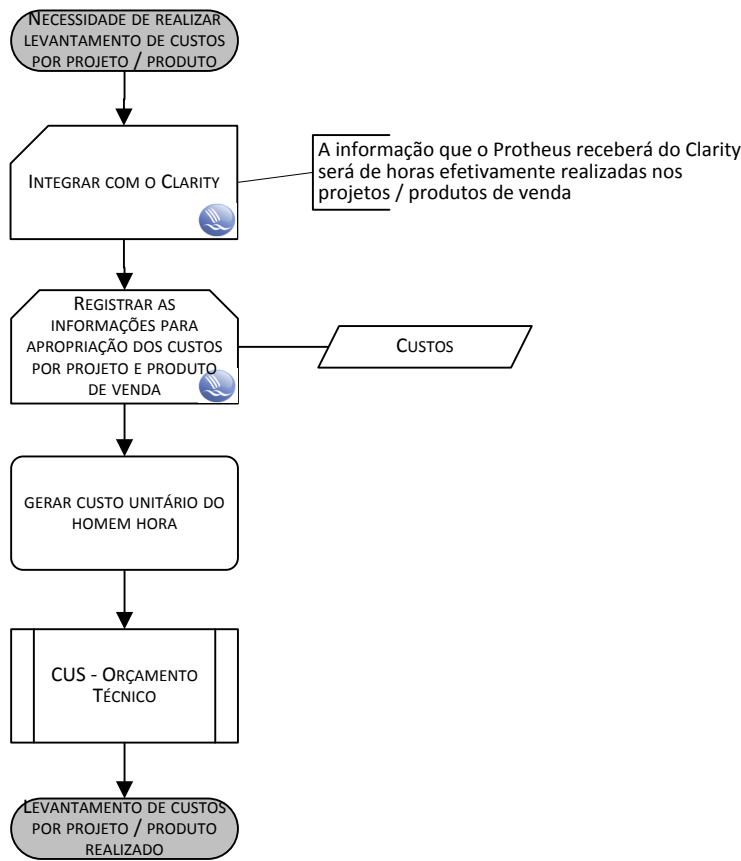 NECESSIDADE DE REALIZAR
LEVANTAMENTO DE CUSTOS
POR PROJETO / PRODUTO
INTEGRAR COM O CLARITY
A informação que o Protheus receberá do Clarity
será de horas efetivamente realizadas nos
projetos / produtos de venda
REGISTRAR AS
INFORMAÇÕES PARA
APROPRIAÇÃO DOS CUSTOS
POR PROJETO E PRODUTO
DE VENDA
CUSTOS
GERAR CUSTO UNITÁRIO DO
HOMEM HORA
CUS - ORÇAMENTO
TÉCNICO
LEVANTAMENTO DE CUSTOS
POR PROJETO / PRODUTO
REALIZADO